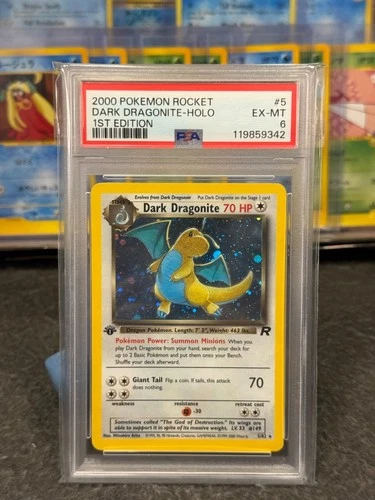 2000 POKEMON ROCKET #5
DARK DRAGONITE-HOLO EX-MT
1ST EDITION 6
PSA 119859342
Evolves from Dark Dragonair Put Dark Dragonite on the Stage 1 card
Dark Dragonite 70 HP
Dragon Pokémon. Length: 7' 3", Weight: 463 lbs.
Pokémon Power: Summon Minions When you
play Dark Dragonite from your hand, search your deck for
up to 2 Basic Pokémon and put them onto your Bench.
Shuffle your deck afterward.
Giant Tail Flip a coin. If tails, this attack
does nothing. 70
weakness resistance retreat cost
-30
Sometimes called "The God of Destruction." Its wings are
able to support it in spite of its massive weight. LV. 33 #149
5/82